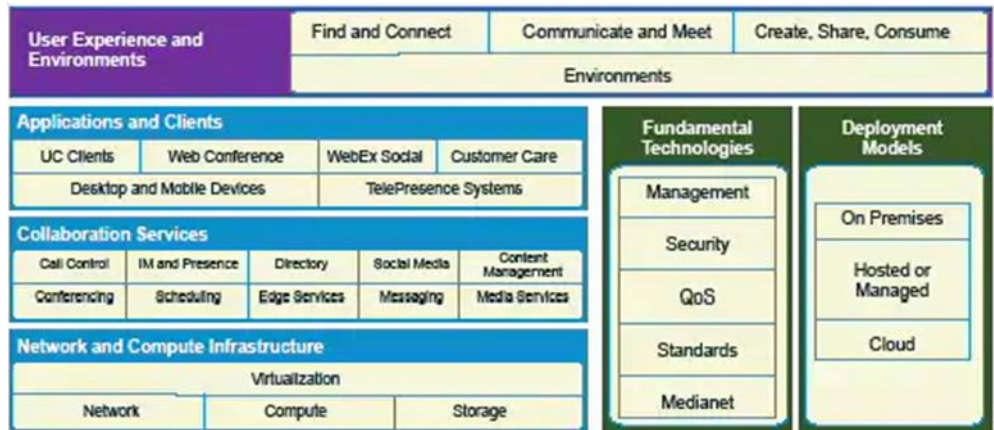 User Experience and
Environments
Find and Connect
Communicate and Meet
Create, Share, Consume
Environments
Applications and Clients
UC Clients
Web Conference
WebEx Social
Customer Care
Desktop and Mobile Devices
TelePresence Systems
Collaboration Services
Call Control
IM and Presence
Directory
Social Media
Content
Management
Conferencing
Scheduling
Edge Services
Messaging
Media Services
Network and Compute Infrastructure
Virtualization
Network
Compute
Storage
Fundamental
Technologies
Management
Security
QoS
Standards
Medianet
Deployment
Models
On Premises
Hosted or
Managed
Cloud